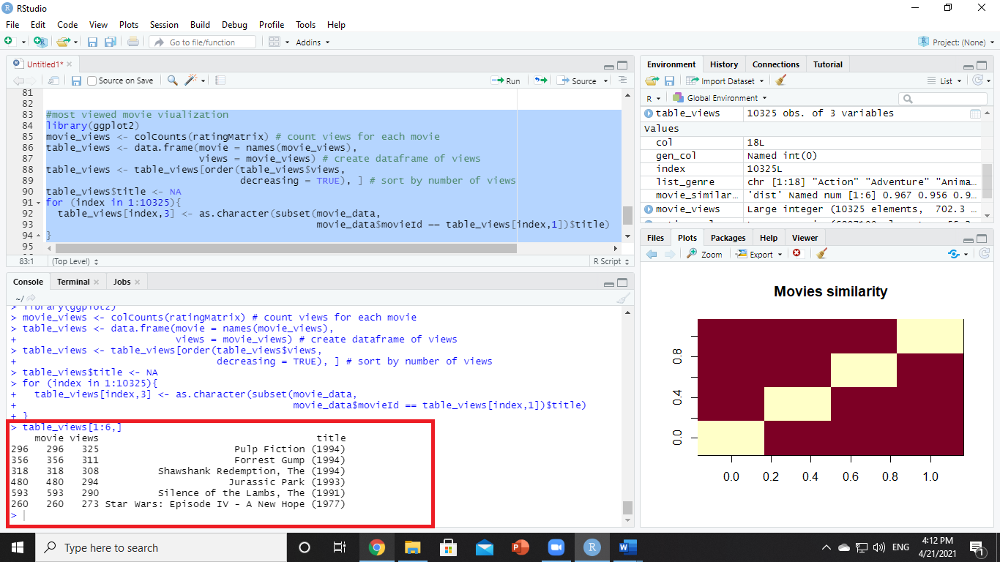 RStudio
File Edit Code View Plots Session Build Debug Profile Tools Help
Go to file/function Addins Project: (None)
Untitled1*
Source on Save Run Source
81
82
83 #most viewed movie viualization
84 library(ggplot2)
85 movie_views <- colCounts(ratingMatrix) # count views for each movie
86 table_views <- data.frame(movie = names(movie_views),
87 views = movie_views) # create dataframe of views
88 table_views <- table_views[order(table_views$views,
89 decreasing = TRUE), ] # sort by number of views
90 table_views$title <- NA
91 for (index in 1:10325){
92 table_views[index,3] <- as.character(subset(movie_data,
93 movie_data$movieId == table_views[index,1])$title)
94 }
95
83:1 (Top Level) R Script
Console Terminal Jobs
~/
> library(ggplot2)
> movie_views <- colCounts(ratingMatrix) # count views for each movie
> table_views <- data.frame(movie = names(movie_views),
+ views = movie_views) # create dataframe of views
> table_views <- table_views[order(table_views$views,
+ decreasing = TRUE), ] # sort by number of views
> table_views$title <- NA
> for (index in 1:10325){
+ table_views[index,3] <- as.character(subset(movie_data,
+ movie_data$movieId == table_views[index,1])$title)
+ }
> table_views[1:6,]
movie views title
296 296 325 Pulp Fiction (1994)
356 356 311 Forrest Gump (1994)
318 318 308 Shawshank Redemption, The (1994)
480 480 294 Jurassic Park (1993)
593 593 290 Silence of the Lambs, The (1991)
260 260 273 Star Wars: Episode IV - A New Hope (1977)
>
Environment History Connections Tutorial
Import Dataset List
R Global Environment
table_views 10325 obs. of 3 variables
Values
col 18L
gen_col Named int(0)
index 10325L
list_genre chr [1:18] "Action" "Adventure" "Anima…
movie_similar… 'dist' Named num [1:6] 0.967 0.956 0.9…
movie_views Large integer (10325 elements, 702.3 …
Files Plots Packages Help Viewer
Zoom Export
Movies similarity
0.8
0.4
0.0
0.0 0.2 0.4 0.6 0.8 1.0
Type here to search
ENG
4:12 PM
4/21/2021
1